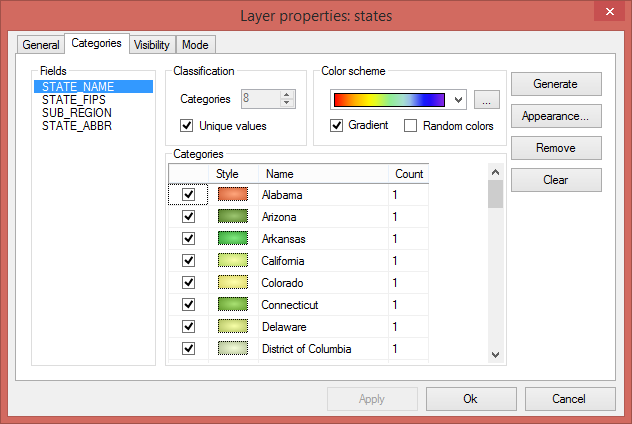 Layer properties: states
General
Categories
Visibility
Mode
Fields
STATE_NAME
STATE_FIPS
SUB_REGION
STATE_ABBR
Classification
Categories 8
Unique values
Color scheme
...
Gradient
Random colors
Generate
Appearance...
Remove
Clear
Categories
Style Name Count
Alabama 1
Arizona 1
Arkansas 1
California 1
Colorado 1
Connecticut 1
Delaware 1
District of Columbia 1
Apply
Ok
Cancel